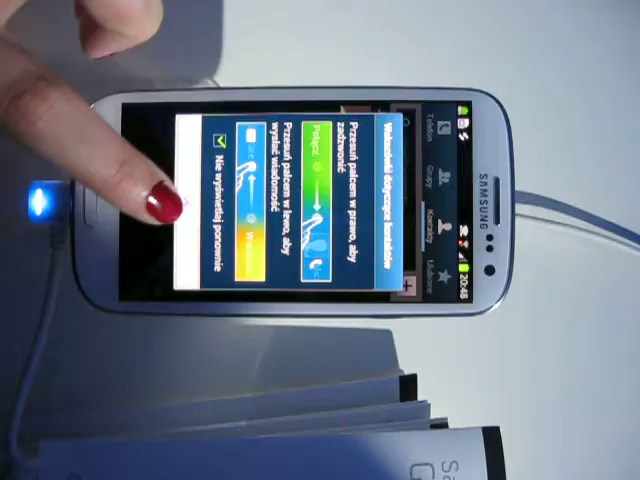 SAMSUNG
20:46
Telefon Grupy Kontakty Ulubione
Wskazówki dotyczące kontaktów
Przesuń palcem w prawo, aby
zadzwonić
Połącz
Przesuń palcem w lewo, aby
wysłać wiadomość
Nie wyświetlaj ponownie